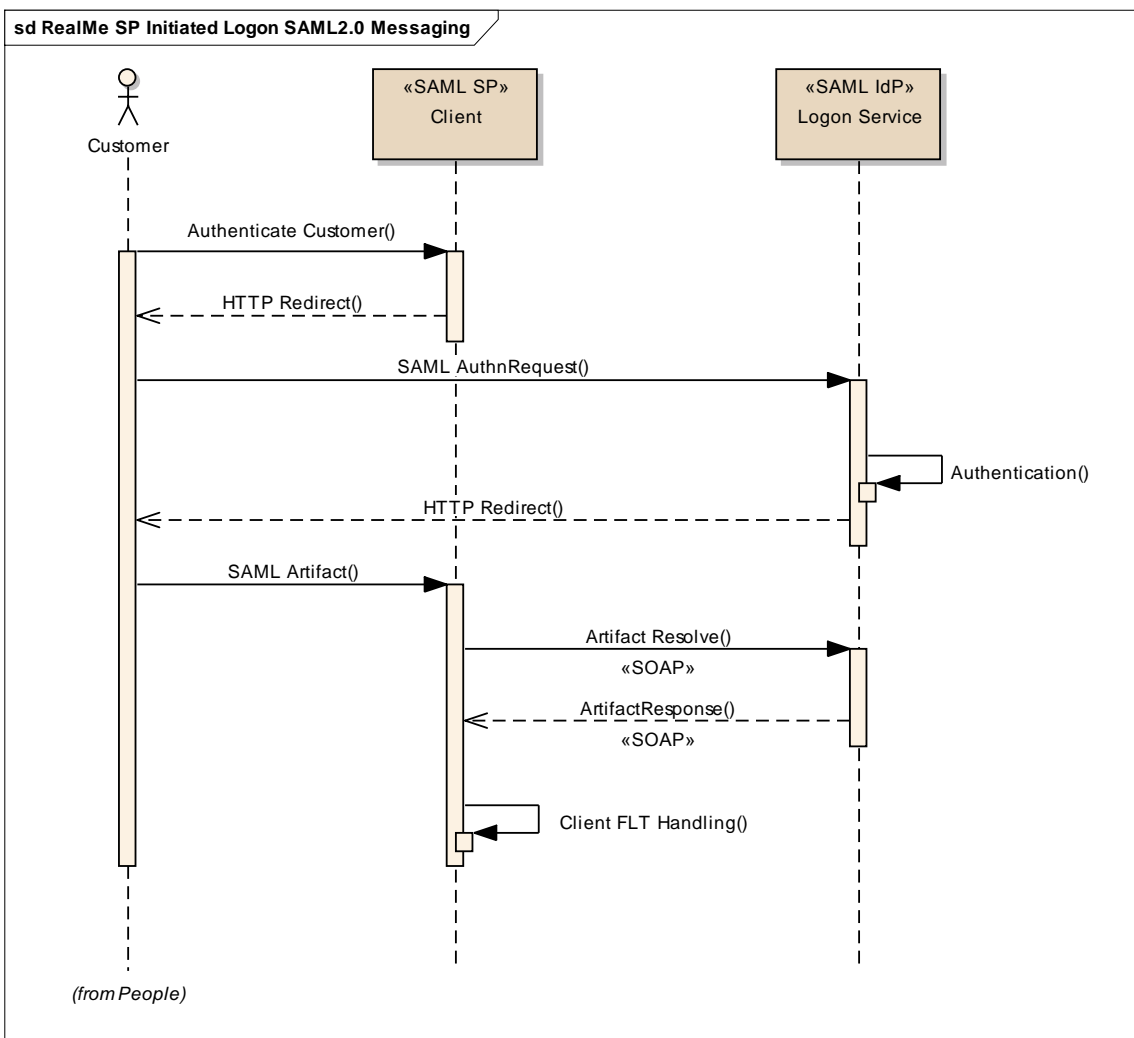 sd RealMe SP Initiated Logon SAML2.0 Messaging
Customer
«SAML SP»
Client
«SAML IdP»
Logon Service
Authenticate Customer()
HTTP Redirect()
SAML AuthnRequest()
Authentication()
HTTP Redirect()
SAML Artifact()
Artifact Resolve()
«SOAP»
ArtifactResponse()
«SOAP»
Client FLT Handling()
(from People)